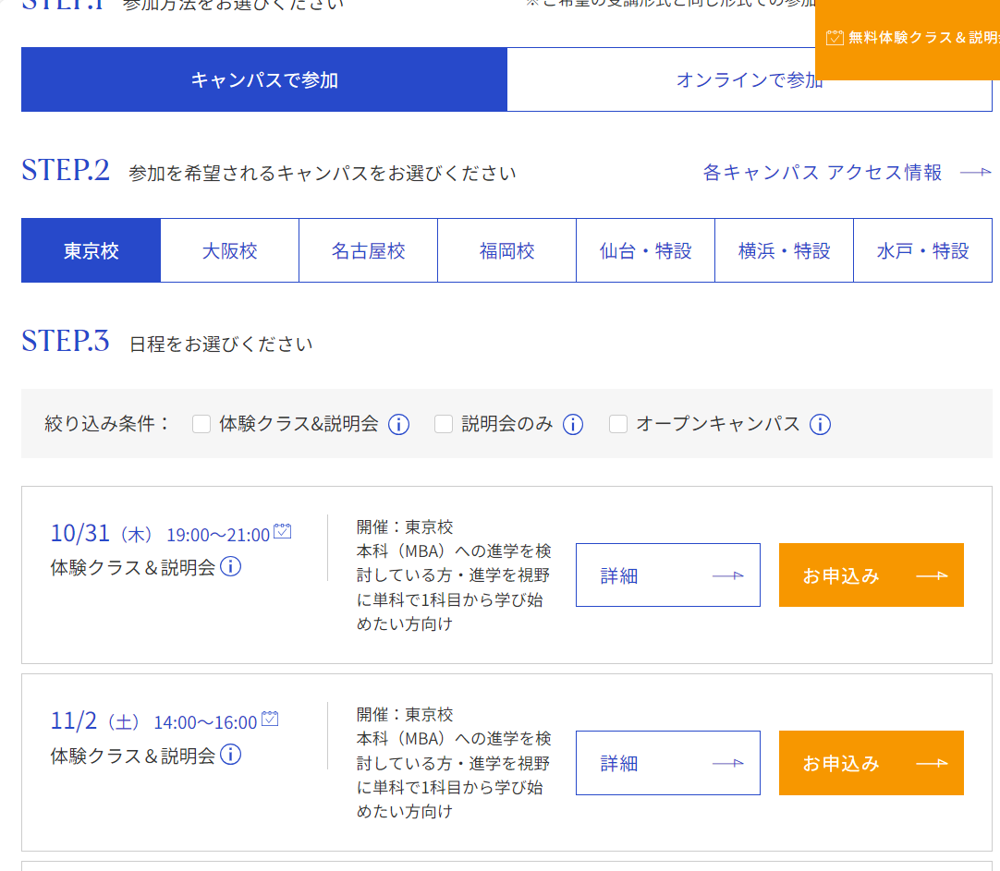 STEP.1 参加方法をお選びください
※ご希望の受講形式と同じ形式での参加
無料体験クラス＆説明
キャンパスで参加
オンラインで参加
STEP.2 参加を希望されるキャンパスをお選びください
各キャンパス アクセス情報
東京校
大阪校
名古屋校
福岡校
仙台・特設
横浜・特設
水戸・特設
STEP.3 日程をお選びください
絞り込み条件： 体験クラス&説明会 説明会のみ オープンキャンパス
10/31（木） 19:00～21:00
体験クラス＆説明会
開催：東京校
本科（MBA）への進学を検
討している方・進学を視野
に単科で1科目から学び始
めたい方向け
詳細
お申込み
11/2（土） 14:00～16:00
体験クラス＆説明会
開催：東京校
本科（MBA）への進学を検
討している方・進学を視野
に単科で1科目から学び始
めたい方向け
詳細
お申込み